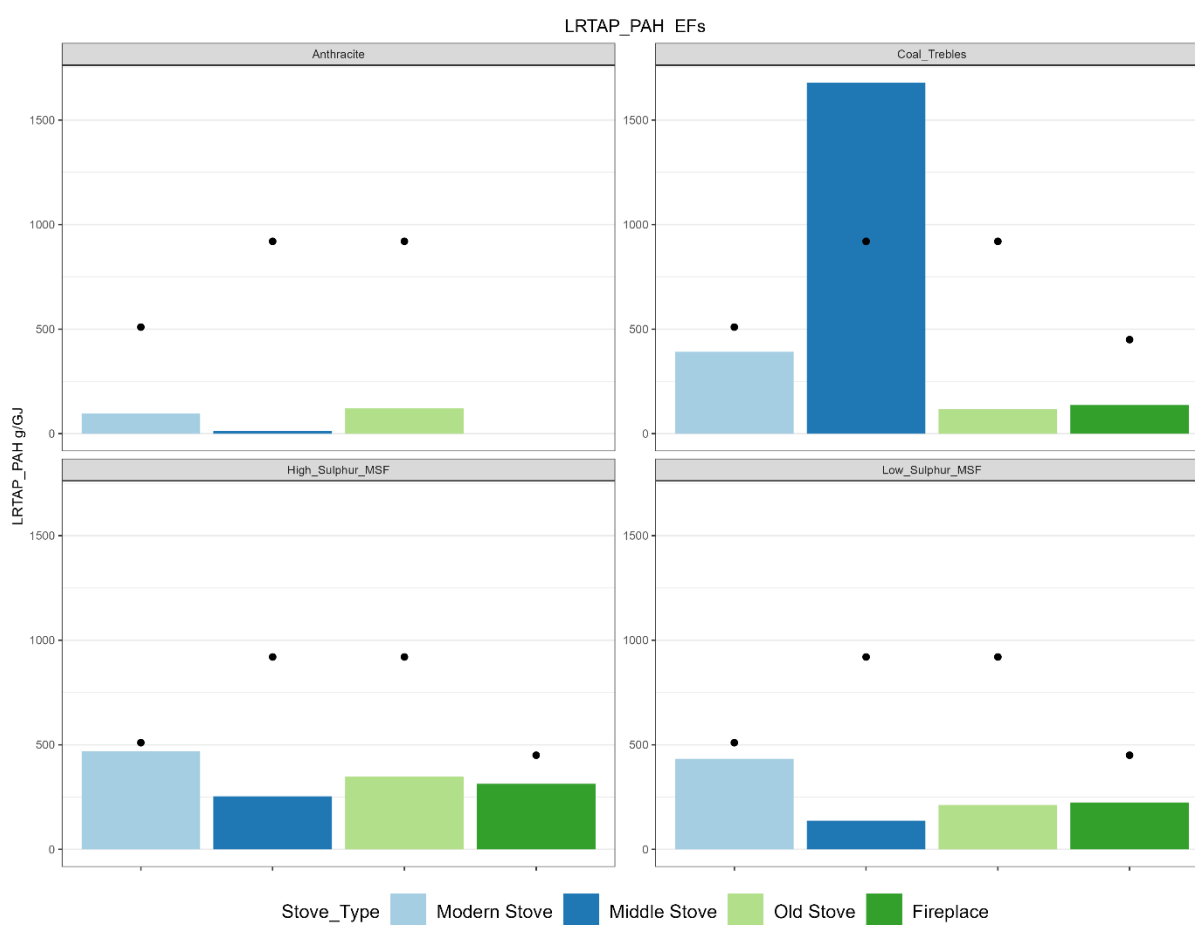 LRTAP_PAH EFs
Anthracite
Coal_Trebles
1500
1000
500
0
1500
1000
500
0
LRTAP_PAH g/GJ
High_Sulphur_MSF
Low_Sulphur_MSF
1500
1000
500
0
1500
1000
500
0
Stove_Type Modern Stove Middle Stove Old Stove Fireplace